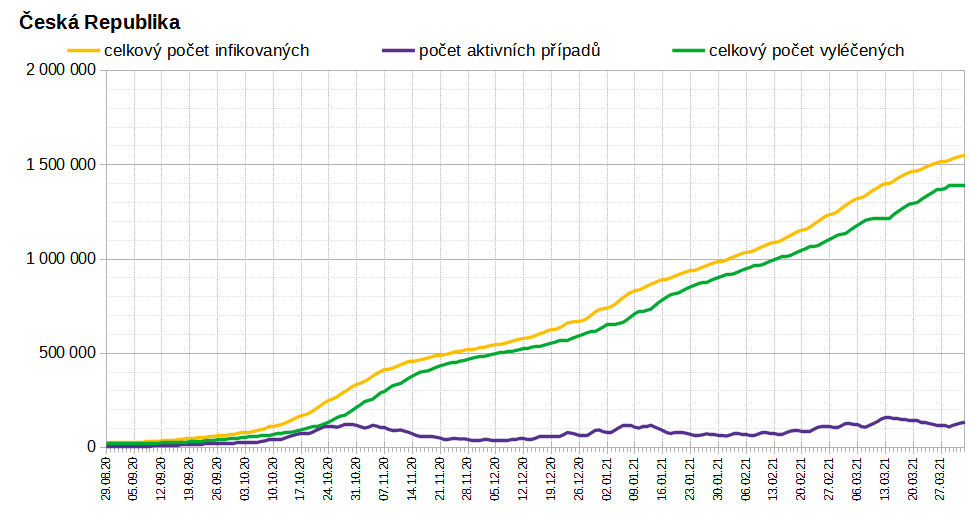 Česká Republika
celkový počet infikovaných počet aktivních případů celkový počet vyléčených
2 000 000
1 500 000
1 000 000
500 000
0
29.08.20 05.09.20 12.09.20 19.09.20 26.09.20 03.10.20 10.10.20 17.10.20 24.10.20 31.10.20 07.11.20 14.11.20 21.11.20 28.11.20 05.12.20 12.12.20 19.12.20 26.12.20 02.01.21 09.01.21 16.01.21 23.01.21 30.01.21 06.02.21 13.02.21 20.02.21 27.02.21 06.03.21 13.03.21 20.03.21 27.03.21